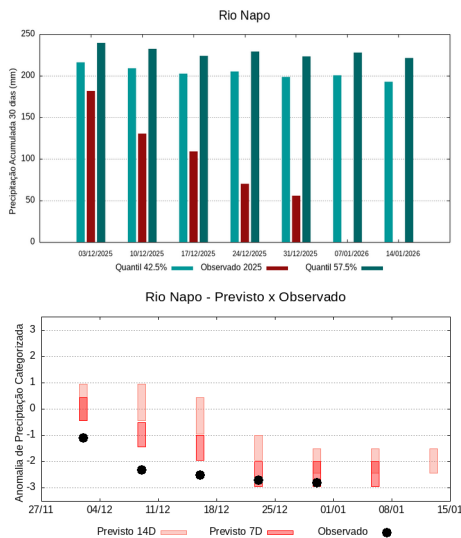 Rio Napo
Precipitação Acumulada 30 dias (mm)
250
200
150
100
50
0
03/12/2025 10/12/2025 17/12/2025 24/12/2025 31/12/2025 07/01/2026 14/01/2026
Quantil 42.5% Observado 2025 Quantil 57.5%
Rio Napo - Previsto x Observado
Anomalia de Preciptação Categorizada
3
2
1
0
-1
-2
-3
27/11 04/12 11/12 18/12 25/12 01/01 08/01 15/01
Previsto 14D Previsto 7D Observado